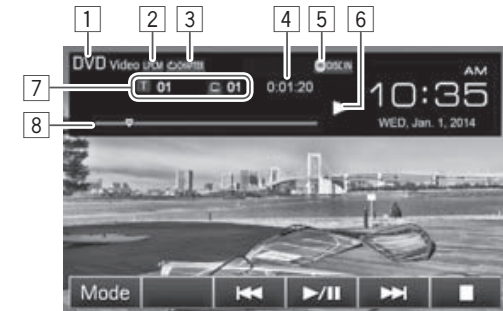 1 2 3 4 5 6
DVD Video LPCM CHAPTER DISC IN
7 T 01 C 01 0:01:20 AM 10:35
8 WED, Jan. 1, 2014
Mode